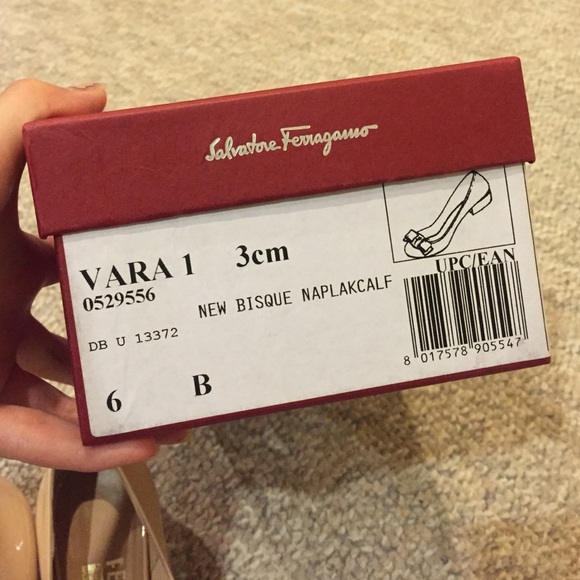 Salvatore Ferragamo
VARA 1 3cm
0529556
UPC/EAN
NEW BISQUE NAPLAKCALF
DB U 13372
8 017578 905547
6 B